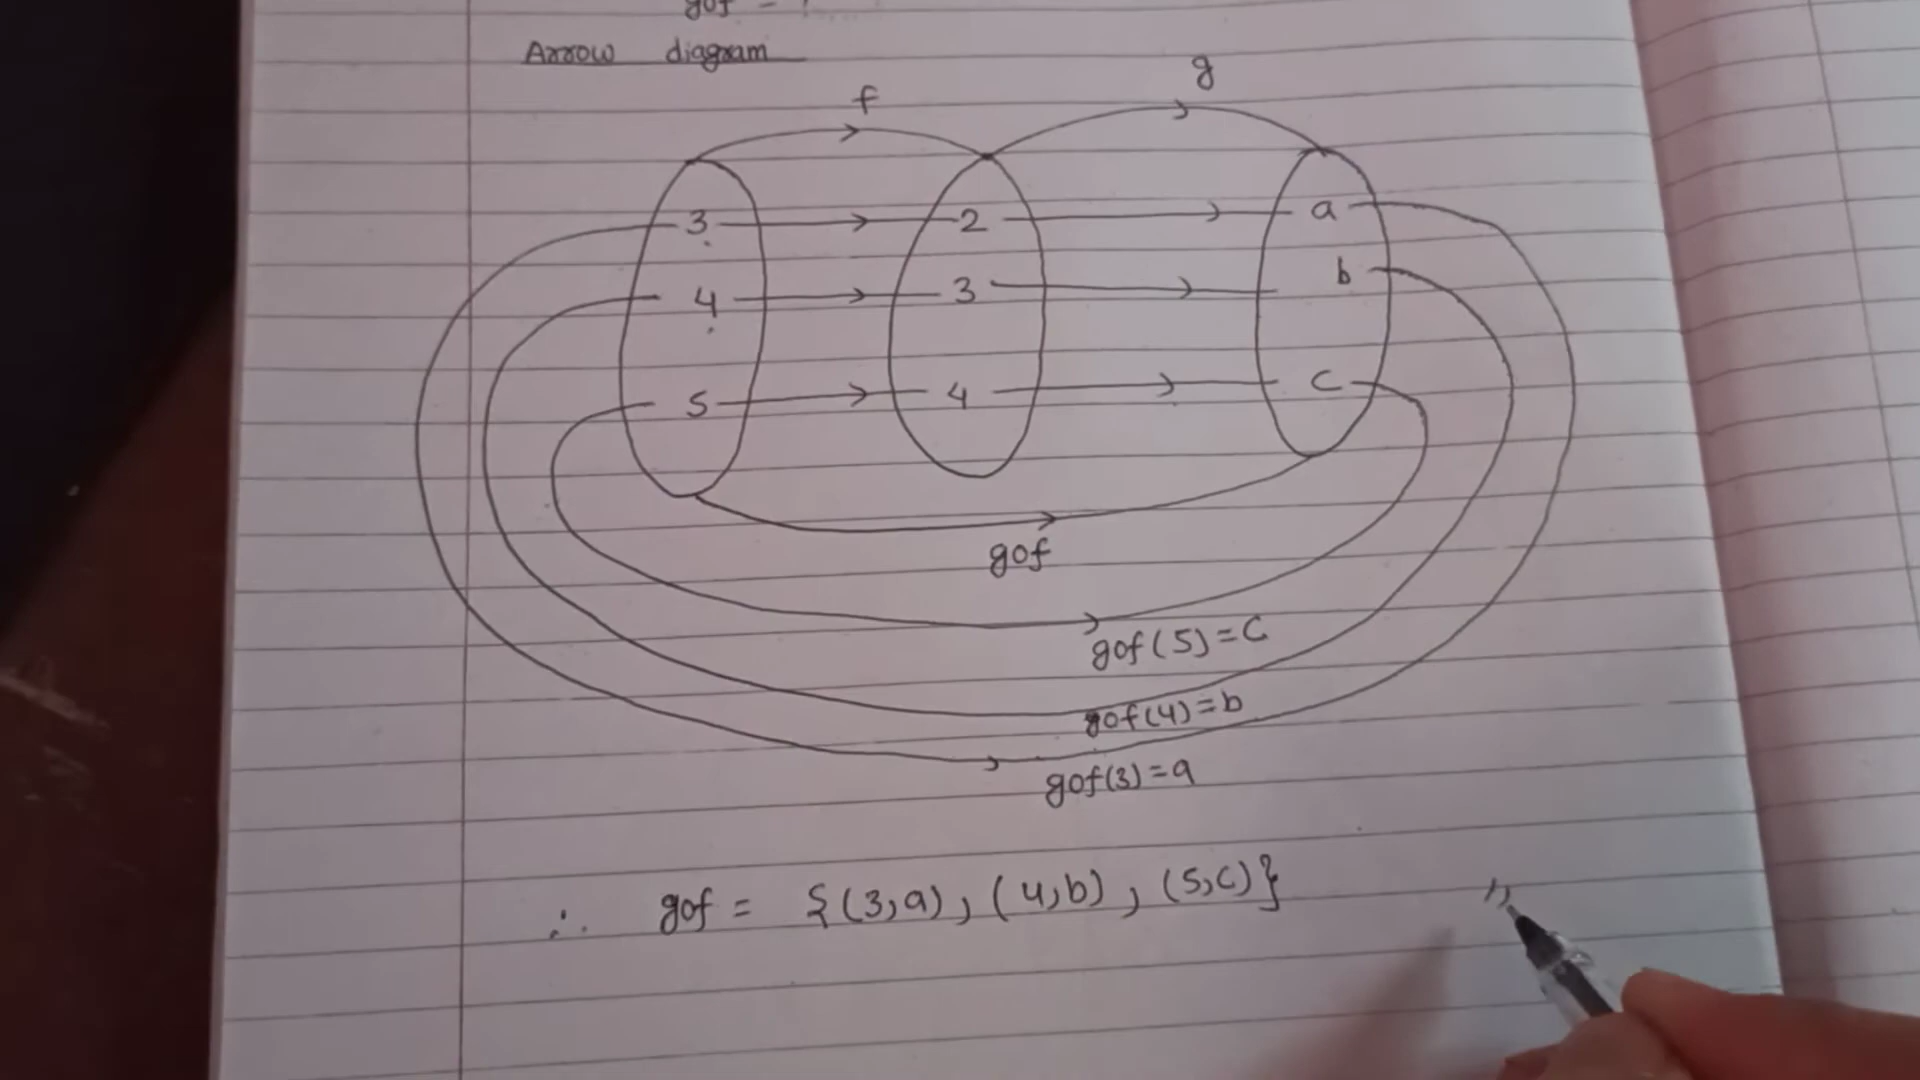 gof = ?
Arrow diagram
f g
3 2 a
4 3 b
5 4 c
gof
gof(5)=c
gof(4)=b
gof(3)=a
∴ gof = {(3,a), (4,b), (5,c)}